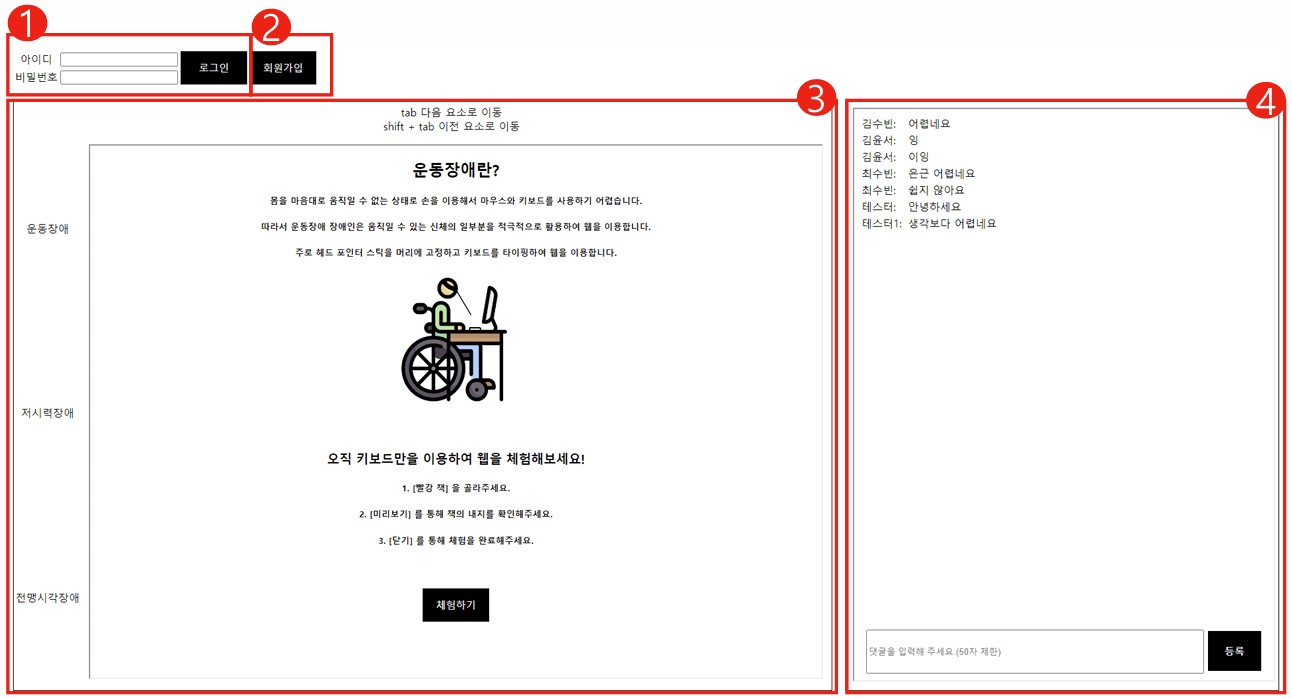 1
2
아이디
비밀번호
로그인
회원가입
3
tab 다음 요소로 이동
shift + tab 이전 요소로 이동
운동장애
저시력장애
전맹시각장애
운동장애란?
몸을 마음대로 움직일 수 없는 상태로 손을 이용해서 마우스와 키보드를 사용하기 어렵습니다.
따라서 운동장애 장애인은 움직일 수 있는 신체의 일부분을 적극적으로 활용하여 웹을 이용합니다.
주로 헤드 포인터 스틱을 머리에 고정하고 키보드를 타이핑하여 웹을 이용합니다.
오직 키보드만을 이용하여 웹을 체험해보세요!
1. [빨강 책] 을 골라주세요.
2. [미리보기] 를 통해 책의 내지를 확인해주세요.
3. [닫기] 를 통해 체험을 완료해주세요.
체험하기
4
김수빈: 어렵네요
김윤서: 잉
김윤서: 이잉
최수빈: 은근 어렵네요
최수빈: 쉽지 않아요
테스터: 안녕하세요
테스터1: 생각보다 어렵네요
댓글을 입력해 주세요.(50자 제한)
등록